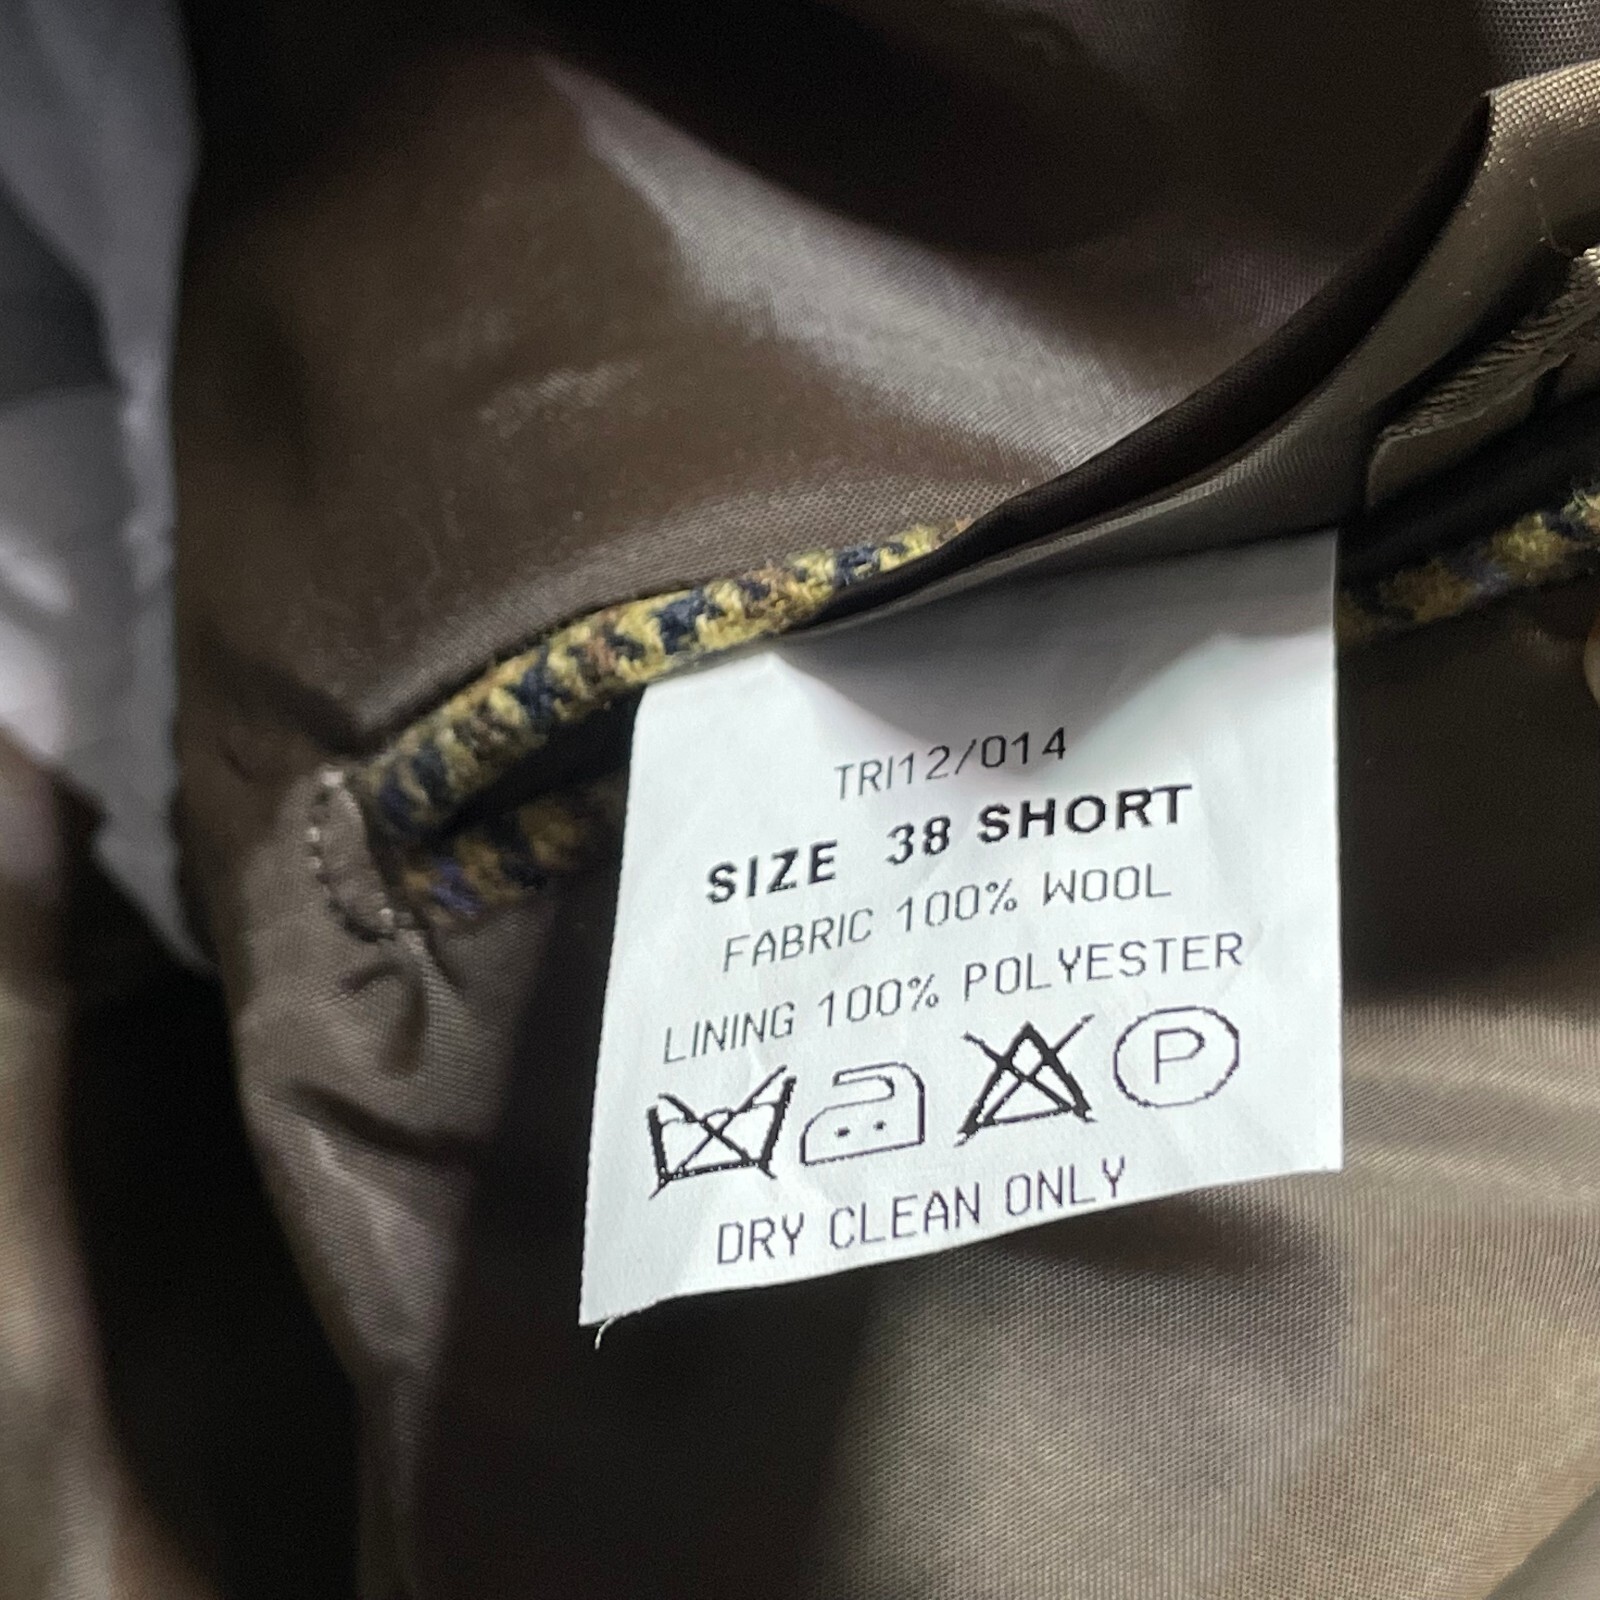 TRI12/014
SIZE 38 SHORT
FABRIC 100% WOOL
LINING 100% POLYESTER
P
DRY CLEAN ONLY